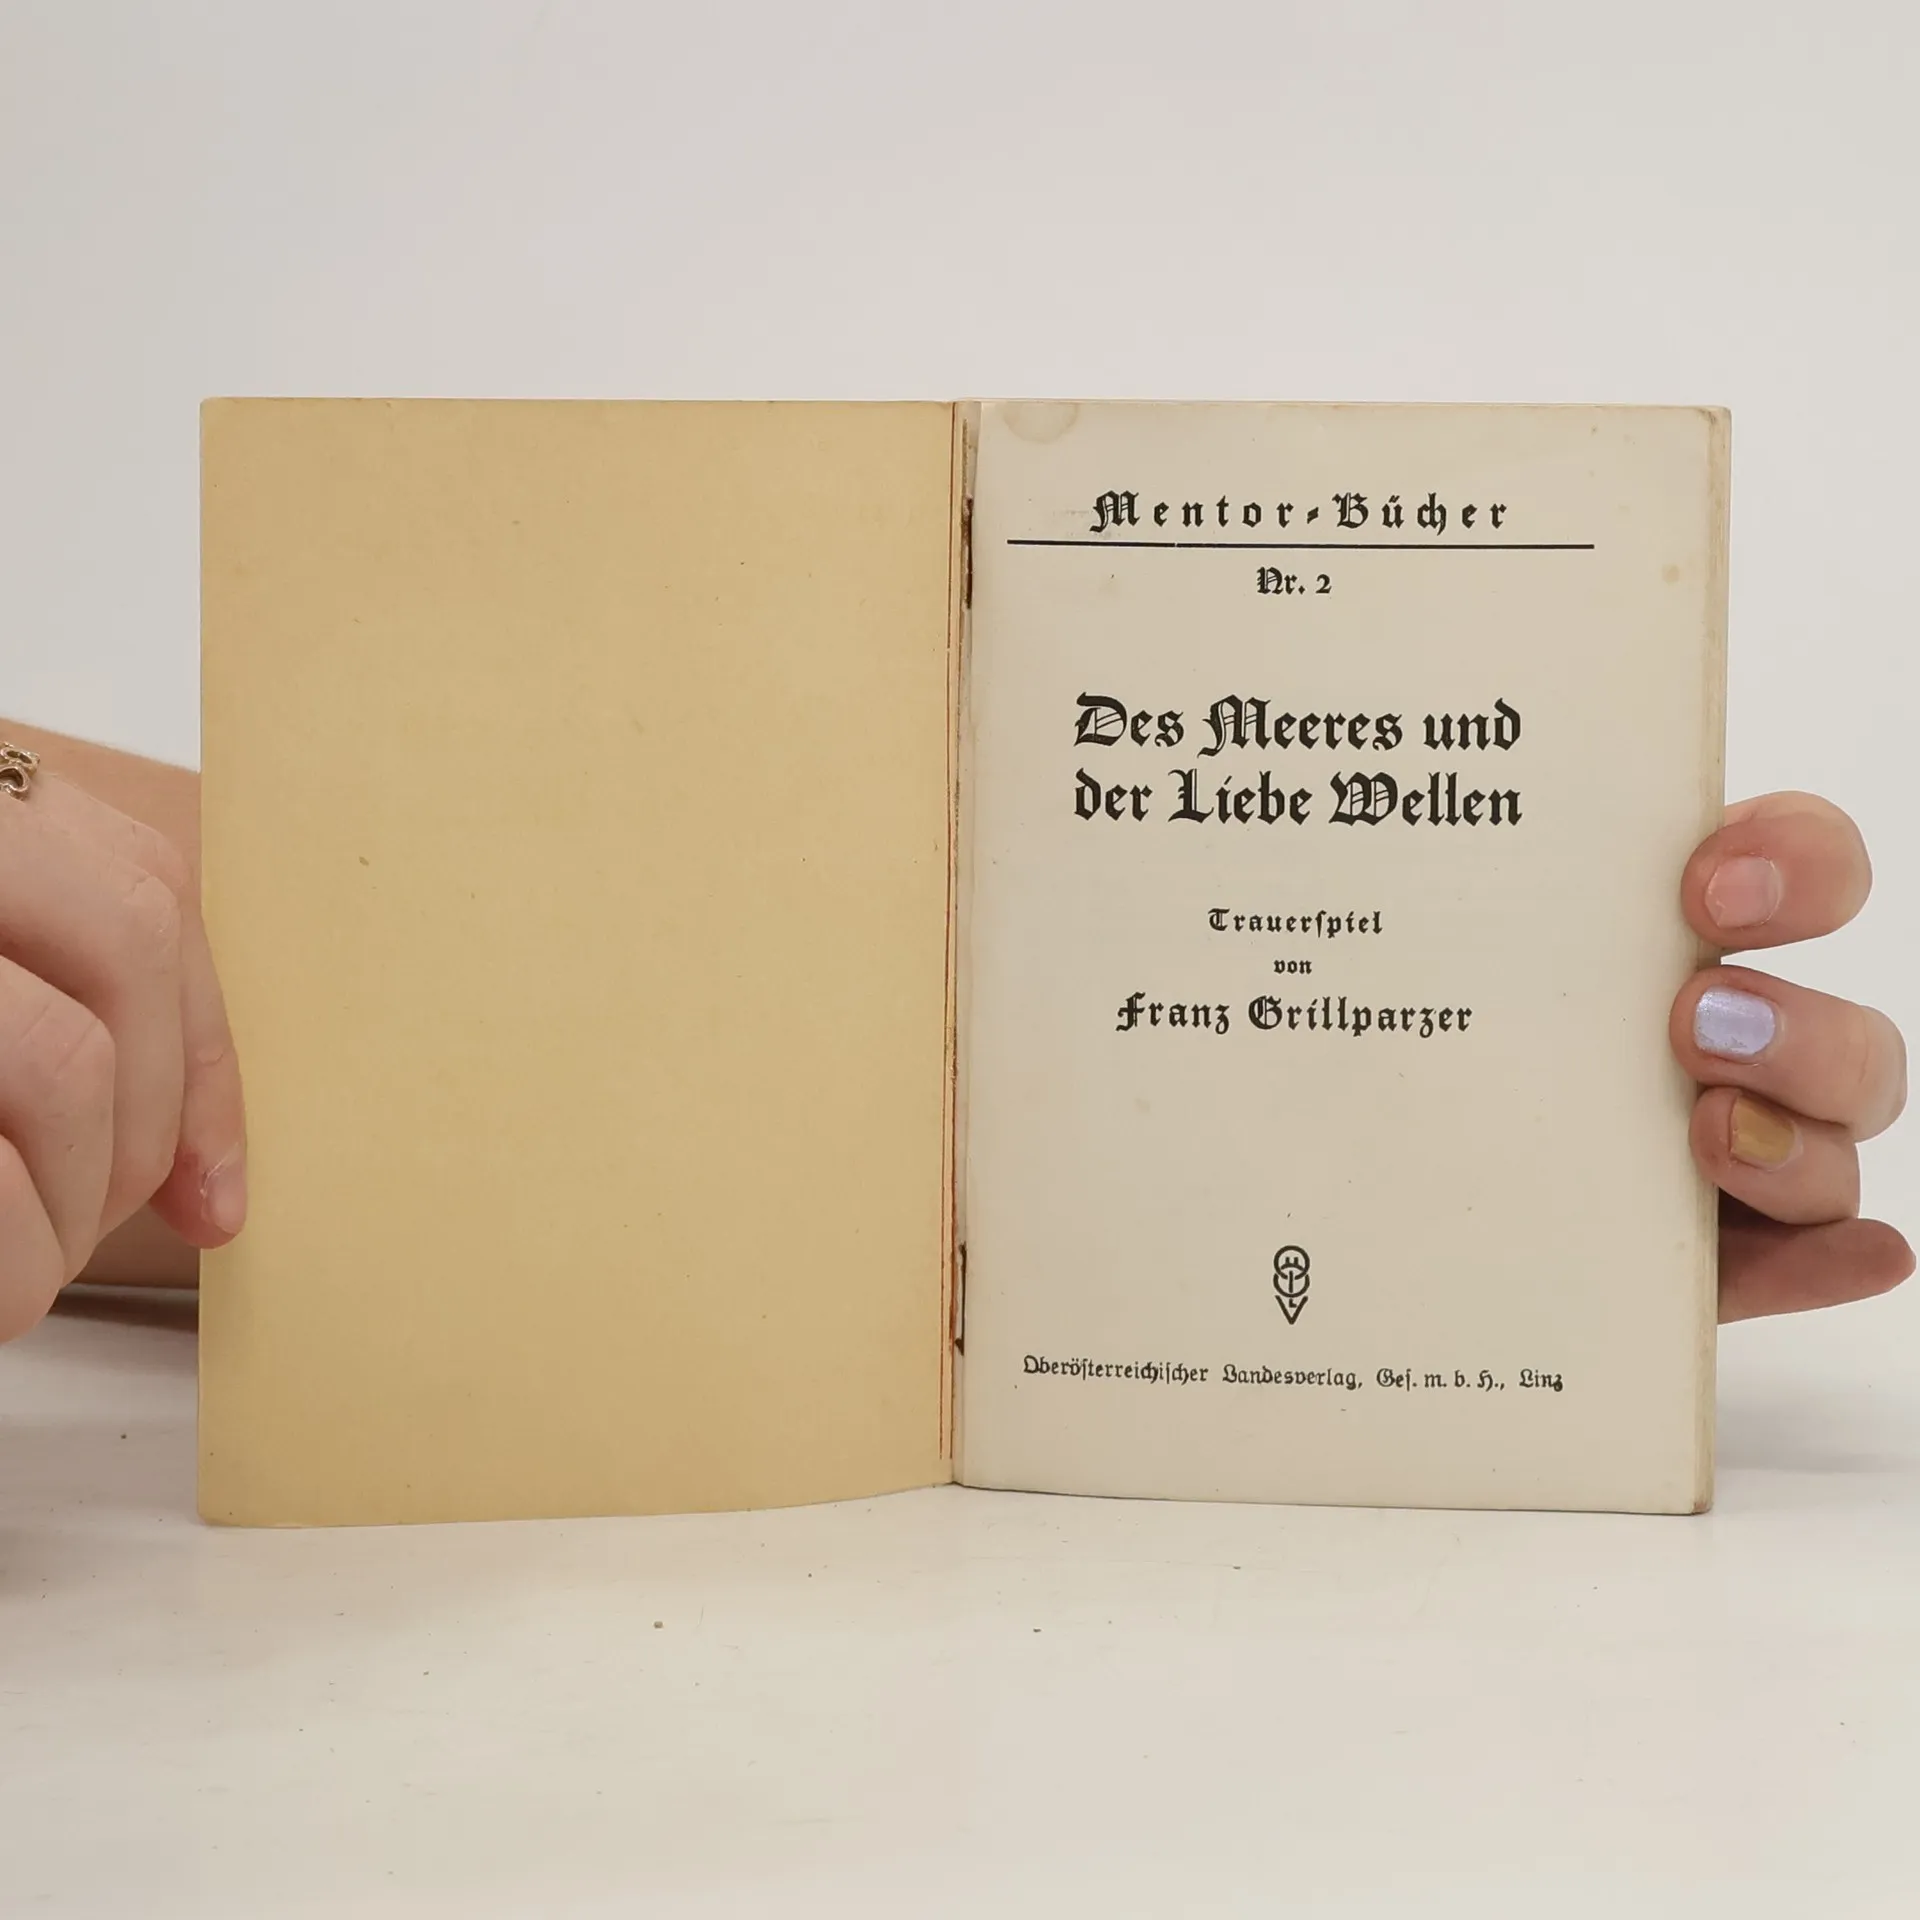 Mentor-Bücher
Nr. 2
Des Meeres und
der Liebe Wellen
Trauerſpiel
von
Franz Grillparzer
Oberöſterreichiſcher Landesverlag, Geſ. m. b. H., Linz